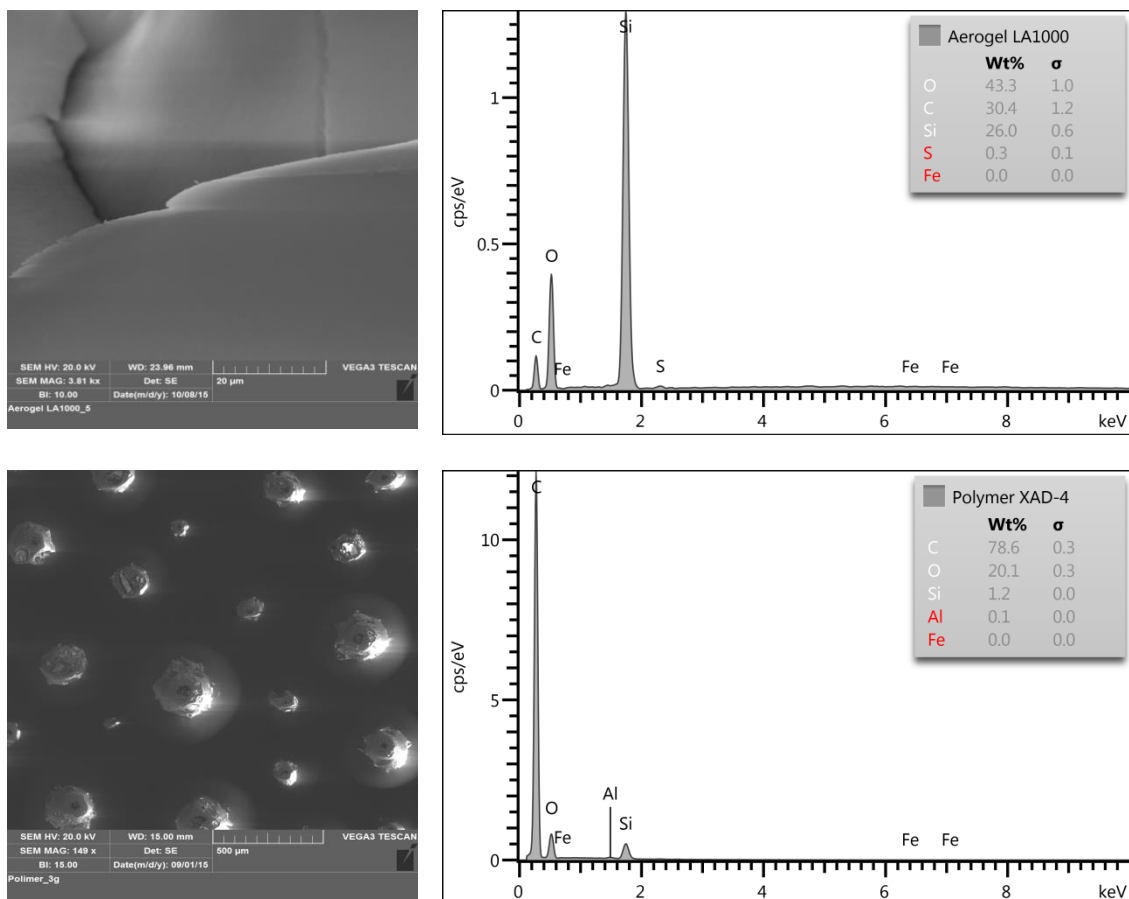 SEM HV: 20.0 kV WD: 23.96 mm VEGA3 TESCAN
SEM MAG: 3.81 kx Det: SE 20 μm
BI: 10.00 Date(m/d/y): 10/08/15
Aerogel LA1000_5
cps/eV
1
0.5
0
Si
O
C
Fe
S
Fe Fe
0 2 4 6 8 keV
Aerogel LA1000
Wt% σ
O 43.3 1.0
C 30.4 1.2
Si 26.0 0.6
S 0.3 0.1
Fe 0.0 0.0
SEM HV: 20.0 kV WD: 15.00 mm VEGA3 TESCAN
SEM MAG: 149 x Det: SE 500 μm
BI: 15.00 Date(m/d/y): 09/01/15
Polimer_3g
cps/eV
10
5
0
C
O
Fe
Al
Si
Fe Fe
0 2 4 6 8 keV
Polymer XAD-4
Wt% σ
C 78.6 0.3
O 20.1 0.3
Si 1.2 0.0
Al 0.1 0.0
Fe 0.0 0.0